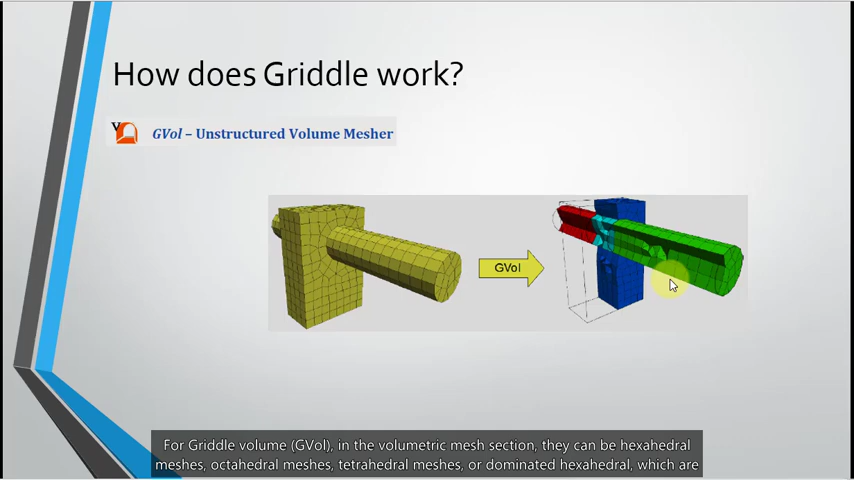 How does Griddle work?
V
GVol – Unstructured Volume Mesher
GVol
For Griddle volume (GVol), in the volumetric mesh section, they can be hexahedral
meshes, octahedral meshes, tetrahedral meshes, or dominated hexahedral, which are